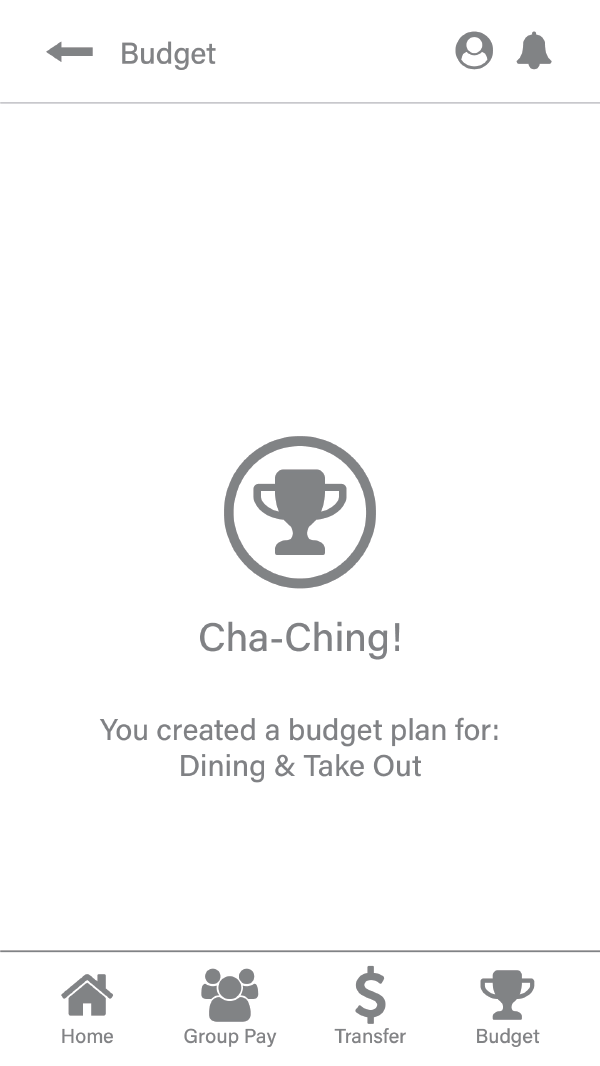 Budget
Cha-Ching!
You created a budget plan for:
Dining & Take Out
Home
Group Pay
Transfer
Budget